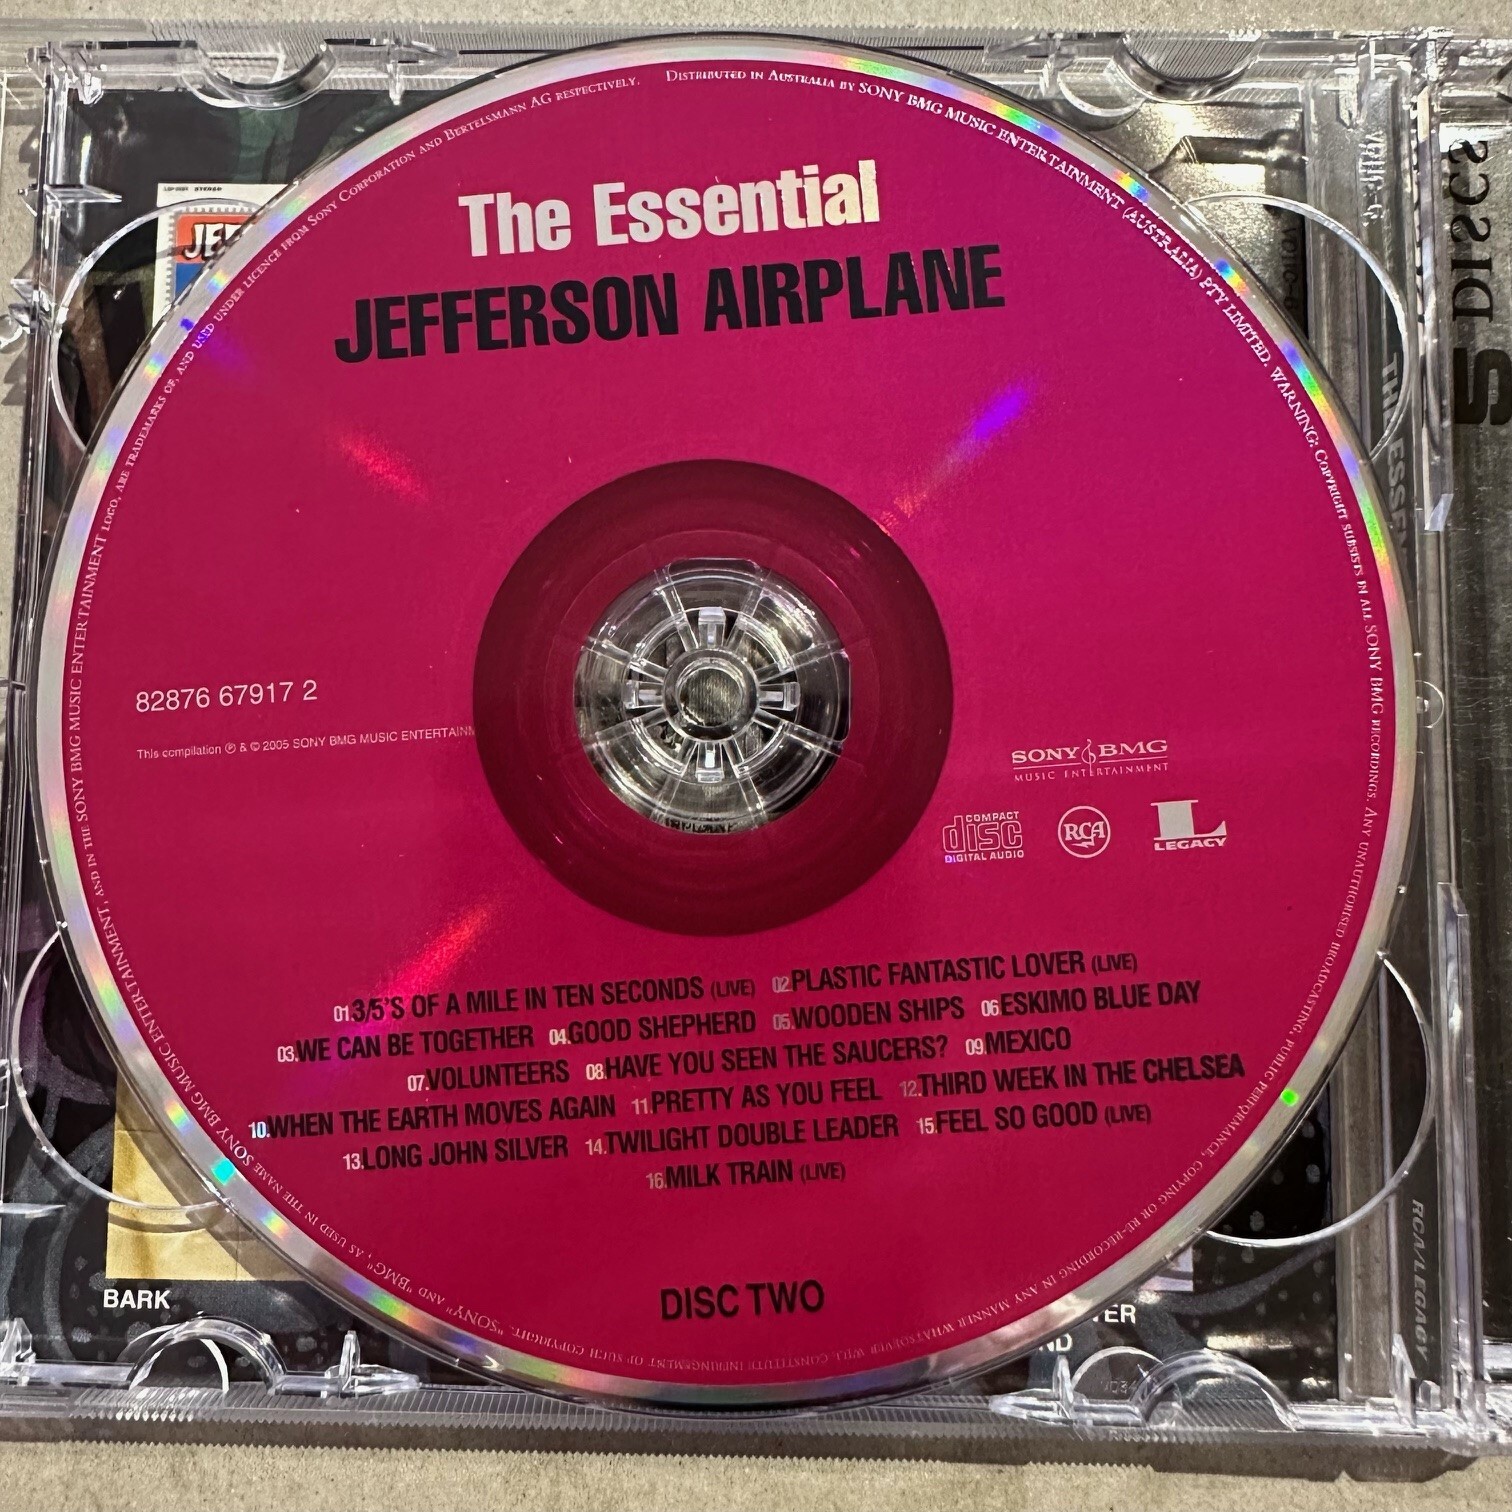 The Essential
JEFFERSON AIRPLANE
82876 67917 2
This compilation ℗ & © 2005 SONY BMG MUSIC ENTERTAINM
SONY BMG
MUSIC ENTERTAINMENT
COMPACT
disc
DIGITAL AUDIO
RCA
L
LEGACY
01.3/5'S OF A MILE IN TEN SECONDS (LIVE) 02.PLASTIC FANTASTIC LOVER (LIVE)
03.WE CAN BE TOGETHER 04.GOOD SHEPHERD 05.WOODEN SHIPS 06.ESKIMO BLUE DAY
07.VOLUNTEERS 08.HAVE YOU SEEN THE SAUCERS? 09.MEXICO
10.WHEN THE EARTH MOVES AGAIN 11.PRETTY AS YOU FEEL 12.THIRD WEEK IN THE CHELSEA
13.LONG JOHN SILVER 14.TWILIGHT DOUBLE LEADER 15.FEEL SO GOOD (LIVE)
16.MILK TRAIN (LIVE)
DISC TWO
Distributed in Australia by SONY BMG MUSIC ENTERTAINMENT (AUSTRALIA) PTY LIMITED. WARNING: Copyright subsists in all SONY BMG recordings. Any unauthorised broadcasting, public performance, copying or re-recording in any manner whatsoever will constitute infringement of such copyright. "SONY" and "BMG", as used in the name SONY BMG MUSIC ENTERTAINMENT, and in the SONY BMG MUSIC ENTERTAINMENT logo, are trademarks of, and used under licence from Sony Corporation and Bertelsmann AG respectively.
STEREO
JEF
BARK
TER
ND
AIRPLANE
THE ESSEN
RCA/LEGACY
5 DISCS